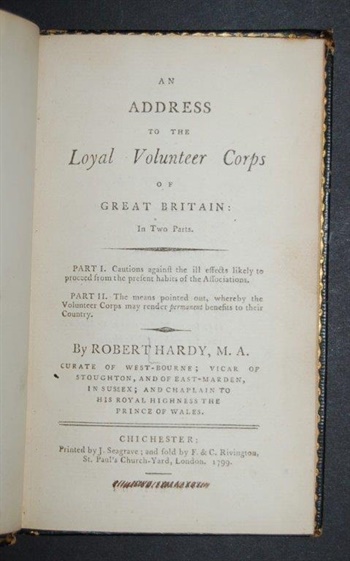 AN
ADDRESS
TO THE
Loyal Volunteer Corps
OF
GREAT BRITAIN:
In Two Parts.
PART I. Cautions against the ill effects likely to
proceed from the present habits of the Associations.
PART II. The means pointed out, whereby the
Volunteer Corps may render permanent benefits to their
Country.
By ROBERT HARDY, M. A.
CURATE OF WEST-BOURNE; VICAR OF
STOUGHTON, AND OF EAST-MARDEN,
IN SUSSEX; AND CHAPLAIN TO
HIS ROYAL HIGHNESS THE
PRINCE OF WALES.
CHICHESTER:
Printed by J. Seagrave; and sold by F. & C. Rivington,
St. Paul's Church-Yard, London. 1799.